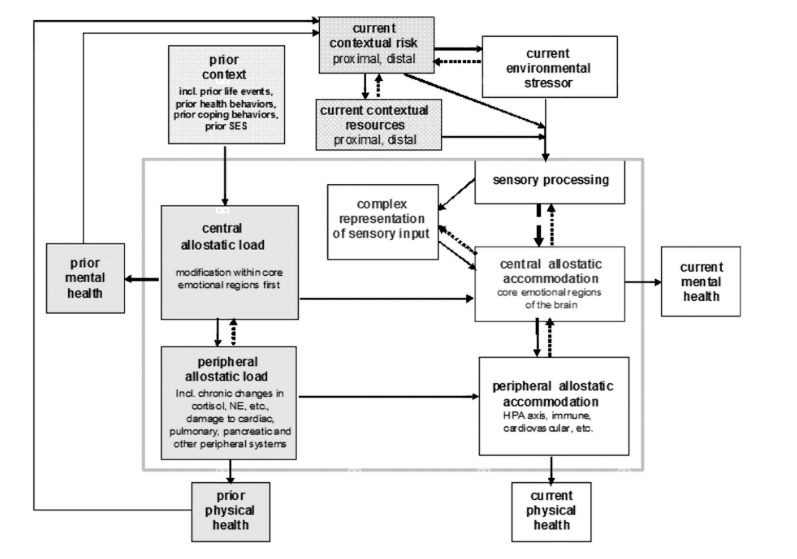 current
contextual risk
proximal, distal
prior
context
incl. prior life events,
prior health behaviors,
prior coping behaviors,
prior SES
current
environmental
stressor
current contextual
resources
proximal, distal
sensory processing
complex
representation
of sensory input
central
allostatic load
modification within core
emotional regions first
prior
mental
health
central allostatic
accommodation
core emotional regions
of the brain
current
mental
health
peripheral
allostatic load
Incl. chronic changes in
cortisol, NE, etc.,
damage to cardiac,
pulmonary, pancreatic and
other peripheral systems
peripheral allostatic
accommodation
HPA axis, immune,
cardiovascular, etc.
prior
physical
health
current
physical
health